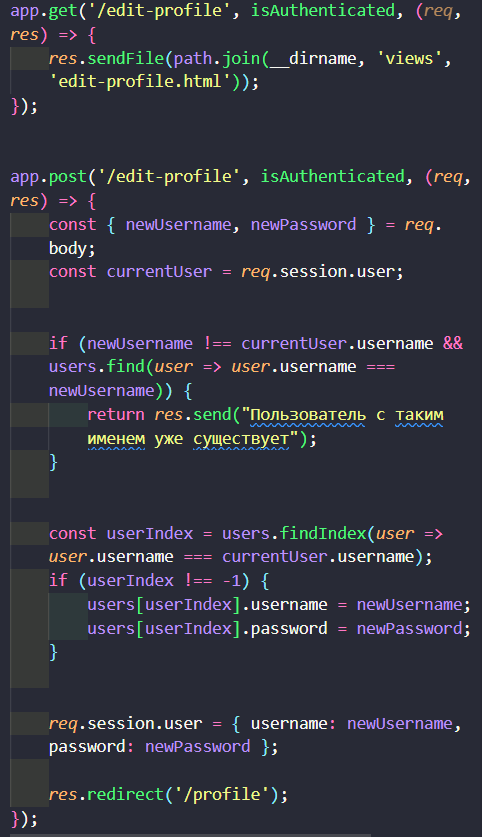 app.get('/edit-profile', isAuthenticated, (req,
res) => {
res.sendFile(path.join(__dirname, 'views',
'edit-profile.html'));
});
app.post('/edit-profile', isAuthenticated, (req,
res) => {
const { newUsername, newPassword } = req.
body;
const currentUser = req.session.user;
if (newUsername !== currentUser.username &&
users.find(user => user.username ===
newUsername)) {
return res.send("Пользователь с таким
именем уже существует");
}
const userIndex = users.findIndex(user =>
user.username === currentUser.username);
if (userIndex !== -1) {
users[userIndex].username = newUsername;
users[userIndex].password = newPassword;
}
req.session.user = { username: newUsername,
password: newPassword };
res.redirect('/profile');
});